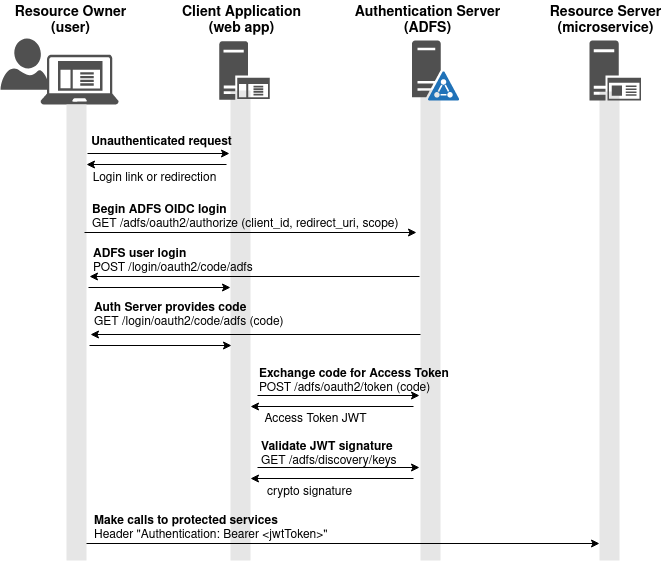 Resource Owner
(user)
Client Application
(web app)
Authentication Server
(ADFS)
Resource Server
(microservice)
Unauthenticated request
Login link or redirection
Begin ADFS OIDC login
GET /adfs/oauth2/authorize (client_id, redirect_uri, scope)
ADFS user login
POST /login/oauth2/code/adfs
Auth Server provides code
GET /login/oauth2/code/adfs (code)
Exchange code for Access Token
POST /adfs/oauth2/token (code)
Access Token JWT
Validate JWT signature
GET /adfs/discovery/keys
crypto signature
Make calls to protected services
Header "Authentication: Bearer <jwtToken>"